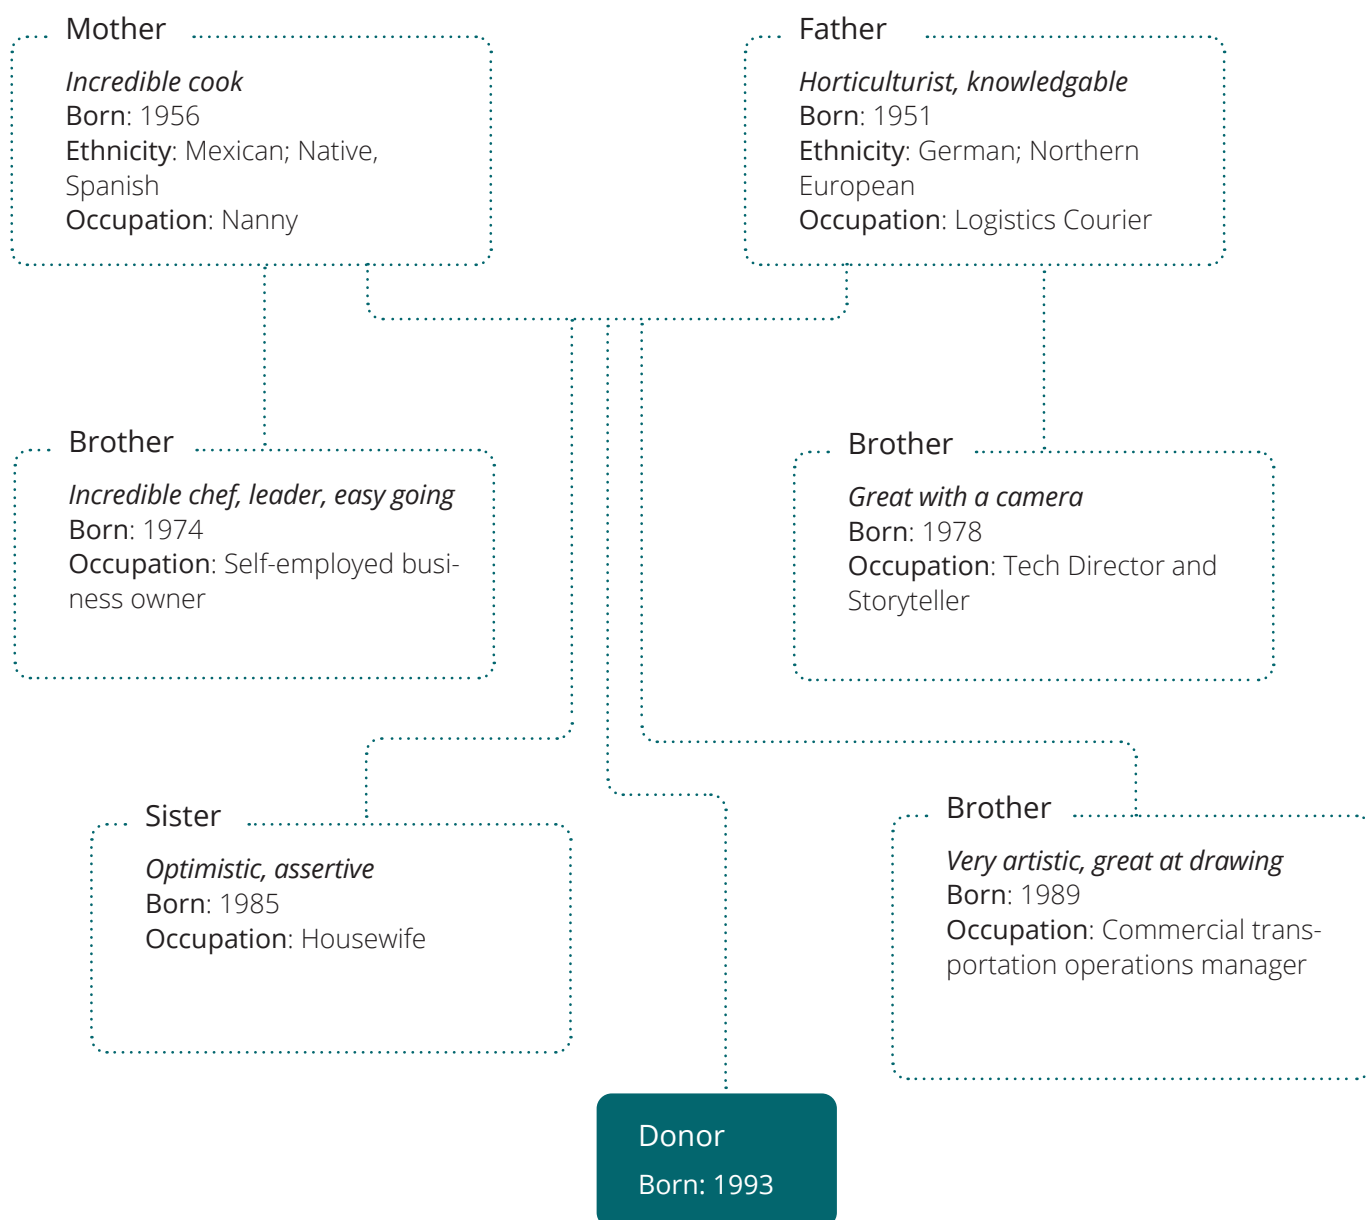 Mother
Incredible cook
Born: 1956
Ethnicity: Mexican; Native,
Spanish
Occupation: Nanny
Father
Horticulturist, knowledgable
Born: 1951
Ethnicity: German; Northern
European
Occupation: Logistics Courier
Brother
Incredible chef, leader, easy going
Born: 1974
Occupation: Self-employed busi-
ness owner
Brother
Great with a camera
Born: 1978
Occupation: Tech Director and
Storyteller
Sister
Optimistic, assertive
Born: 1985
Occupation: Housewife
Brother
Very artistic, great at drawing
Born: 1989
Occupation: Commercial trans-
portation operations manager
Donor
Born: 1993